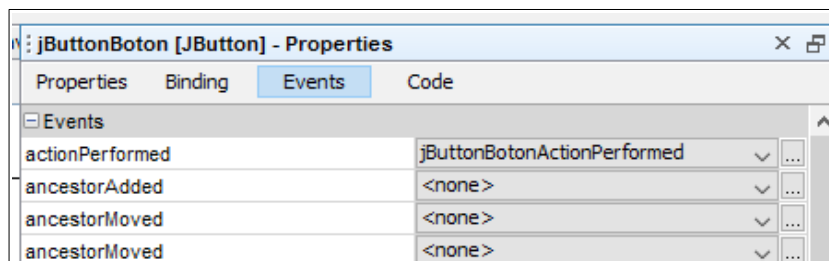 jButtonBoton [JButton] - Properties
Properties Binding Events Code
Events
actionPerformed jButtonBotonActionPerformed ...
ancestorAdded <none> ...
ancestorMoved <none> ...
ancestorMoved <none> ...